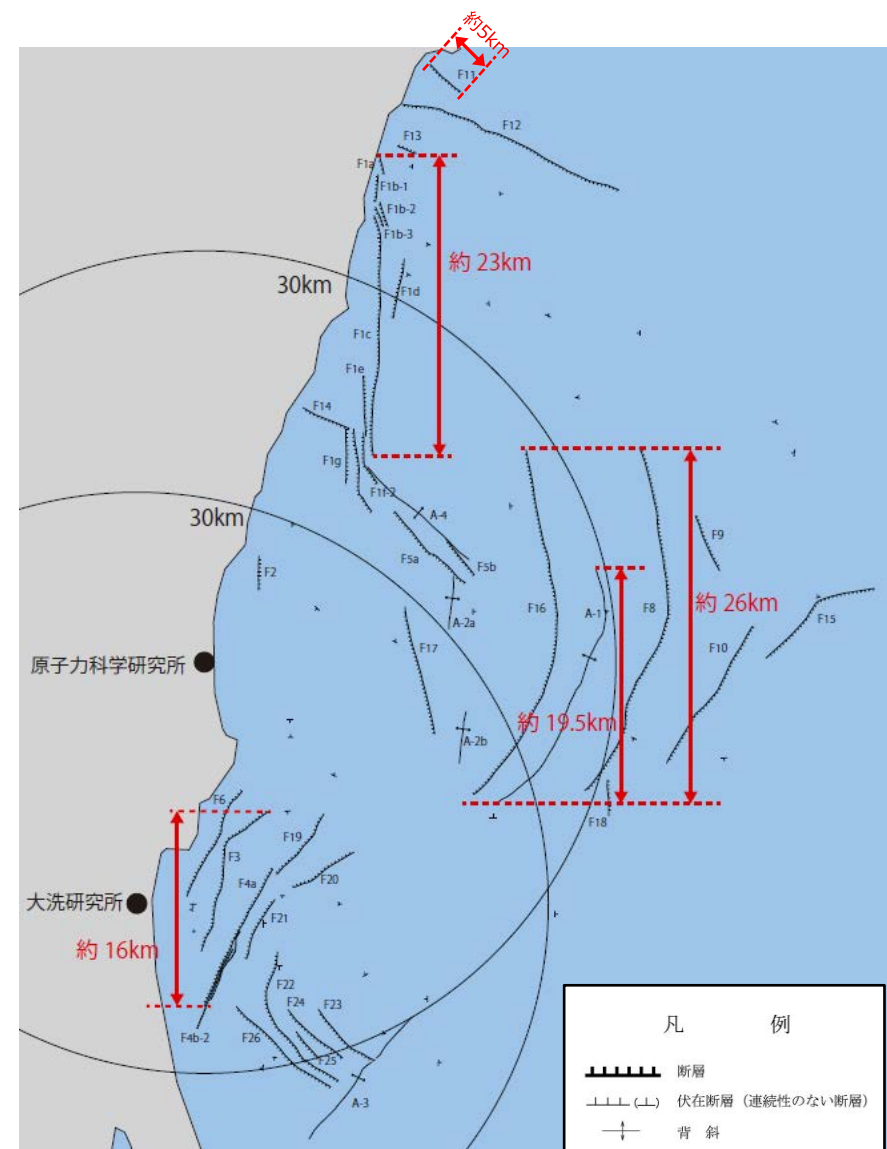 約5km
F11
F12
F13
F1a
F1b-1
F1b-2
F1b-3
約 23km
30km
F1d
F1c
F1e
F14
F1g
F1f-2
A-4
30km
F9
F5a
F5b
F2
約 26km
F16
A-1
F8
F15
A-2a
F17
F10
原子力科学研究所
約 19.5km
A-2b
F6
F18
F19
F3
F20
F4a
大洗研究所
F21
約 16km
F22
F24
F23
F4b-2
F26
F25
A-3
凡 例
断層
伏在断層（連続性のない断層）
背 斜